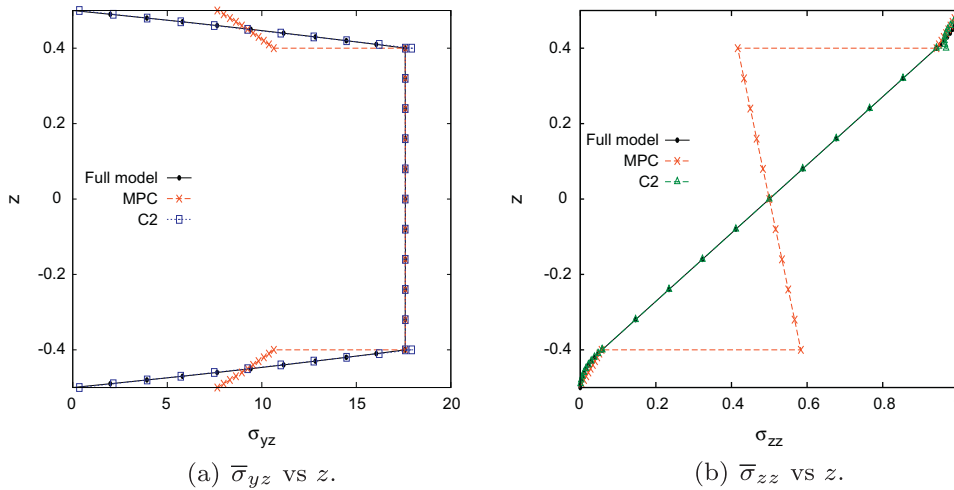 0.4
0.2
0
-0.2
-0.4
z
Full model
MPC
C2
0 5 10 15 20
σyz
(a) σ̅yz vs z.
0.4
0.2
0
-0.2
-0.4
z
Full model
MPC
C2
0 0.2 0.4 0.6 0.8
σzz
(b) σ̅zz vs z.